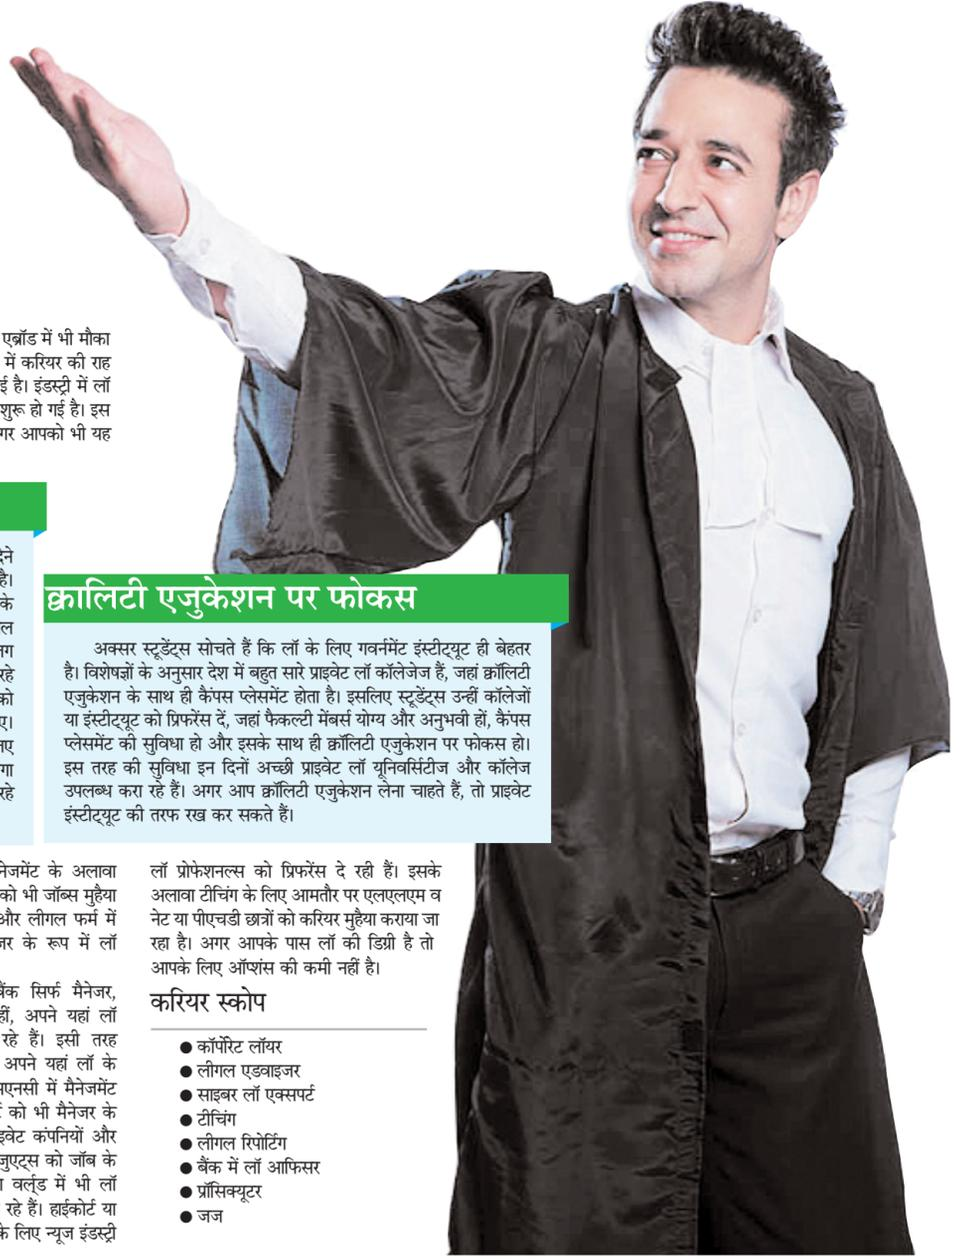 एब्रॉड में भी मौका
में करियर की राह
है। इंडस्ट्री में लॉ
शुरू हो गई है। इस
आपको भी यह
है।
के
रहे
को
रहे
क्वालिटी एजुकेशन पर फोकस
अक्सर स्टूडेंट्स सोचते हैं कि लॉ के लिए गवर्नमेंट इंस्टीट्यूट ही बेहतर
है। विशेषज्ञों के अनुसार देश में बहुत सारे प्राइवेट लॉ कॉलेजेज हैं, जहां क्वॉलिटी
एजुकेशन के साथ ही कैंपस प्लेसमेंट होता है। इसलिए स्टूडेंट्स उन्हीं कॉलेजों
या इंस्टीट्यूट को प्रिफरेंस दें, जहां फैकल्टी मेंबर्स योग्य और अनुभवी हों, कैंपस
प्लेसमेंट की सुविधा हो और इसके साथ ही क्वॉलिटी एजुकेशन पर फोकस हो।
इस तरह की सुविधा इन दिनों अच्छी प्राइवेट लॉ यूनिवर्सिटीज और कॉलेज
उपलब्ध करा रहे हैं। अगर आप क्वॉलिटी एजुकेशन लेना चाहते हैं, तो प्राइवेट
इंस्टीट्यूट की तरफ रख कर सकते हैं।
के अलावा
को भी जॉब्स मुहैया
और लीगल फर्म में
के रूप में लॉ
सिर्फ मैनेजर,
अपने यहां लॉ
रहे हैं। इसी तरह
अपने यहां लॉ के
में मैनेजमेंट
को भी मैनेजर के
कंपनियों और
को जॉब के
वर्ल्ड में भी लॉ
रहे हैं। हाईकोर्ट या
के लिए न्यूज इंडस्ट्री
लॉ प्रोफेशनल्स को प्रिफरेंस दे रही हैं। इसके
अलावा टीचिंग के लिए आमतौर पर एलएलएम व
नेट या पीएचडी छात्रों को करियर मुहैया कराया जा
रहा है। अगर आपके पास लॉ की डिग्री है तो
आपके लिए ऑप्शंस की कमी नहीं है।
करियर स्कोप
● कॉर्पोरेट लॉयर
● लीगल एडवाइजर
● साइबर लॉ एक्सपर्ट
● टीचिंग
● लीगल रिपोर्टिंग
● बैंक में लॉ आफिसर
● प्रॉसिक्यूटर
● जज